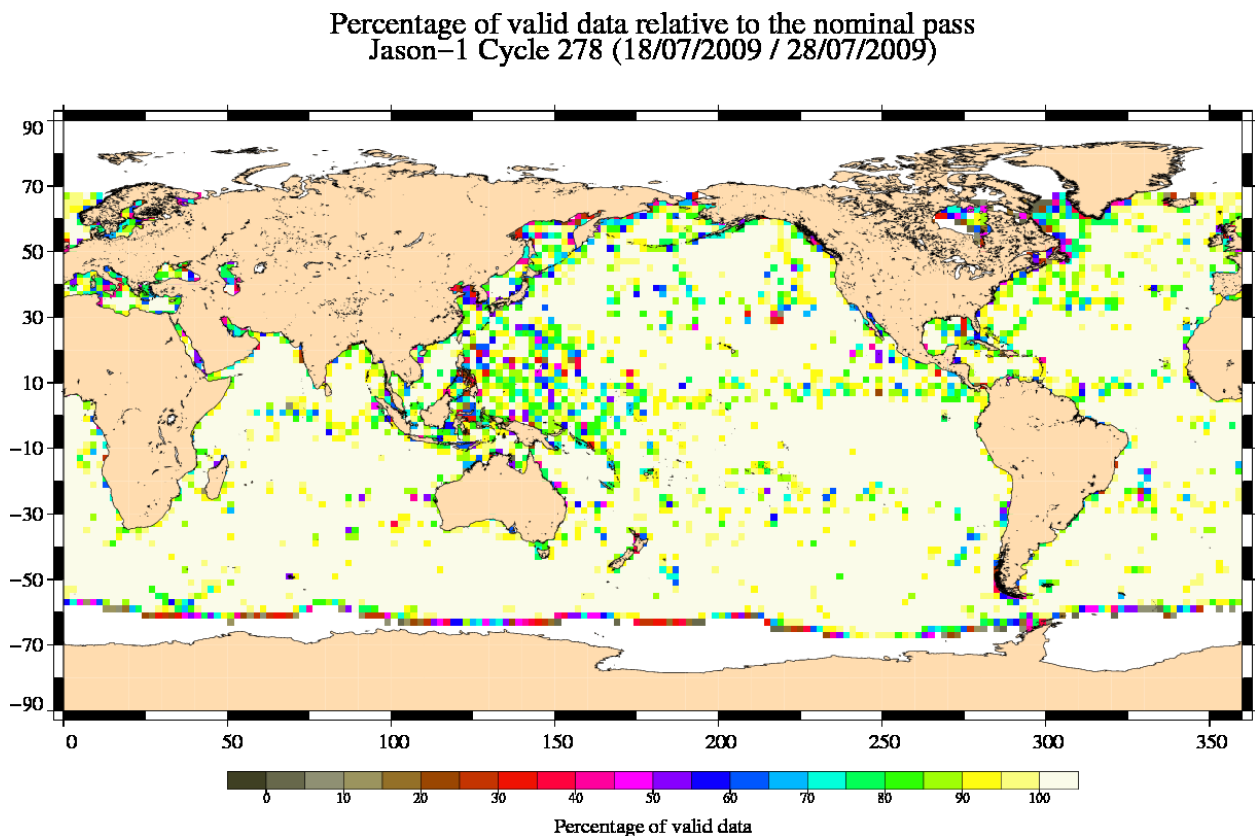 Percentage of valid data relative to the nominal pass
Jason−1 Cycle 278 (18/07/2009 / 28/07/2009)
90
70
50
30
10
−10
−30
−50
−70
−90
0 50 100 150 200 250 300 350
0 10 20 30 40 50 60 70 80 90 100
Percentage of valid data